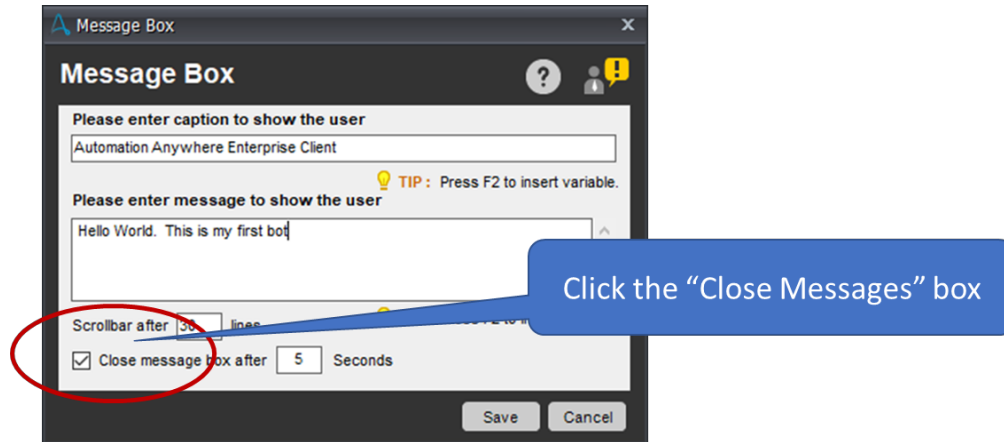 Message Box
x
Message Box
?
!
Please enter caption to show the user
Automation Anywhere Enterprise Client
TIP : Press F2 to insert variable.
Please enter message to show the user
Hello World. This is my first bot
Click the “Close Messages” box
Scrollbar after 30 lines
Close message box after 5 Seconds
Save Cancel